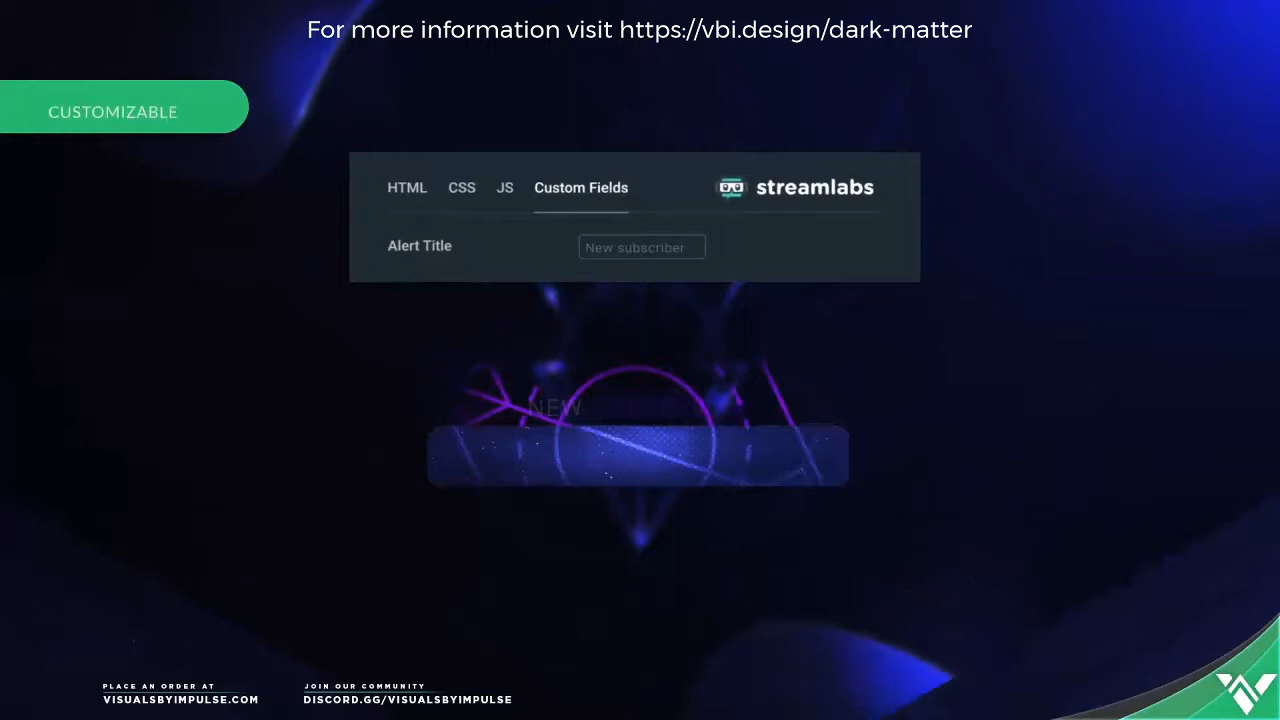 For more information visit https://vbi.design/dark-matter
CUSTOMIZABLE
HTML CSS JS Custom Fields streamlabs
Alert Title New subscriber
NEW
PLACE AN ORDER AT
VISUALSBYIMPULSE.COM
JOIN OUR COMMUNITY
DISCORD.GG/VISUALSBYIMPULSE